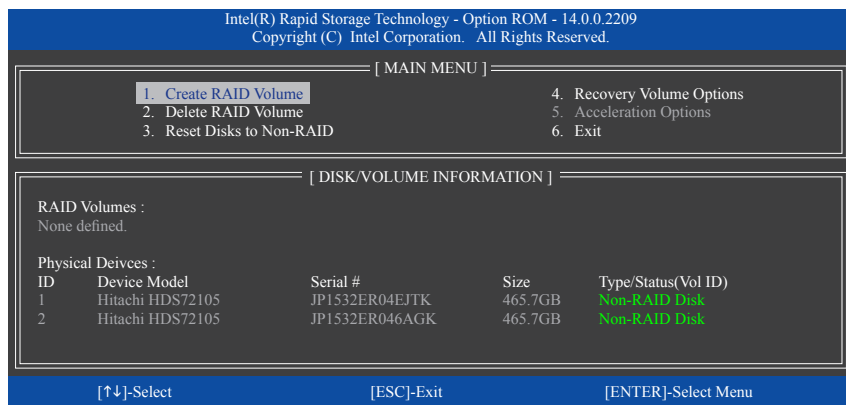 Intel(R) Rapid Storage Technology - Option ROM - 14.0.0.2209
Copyright (C) Intel Corporation. All Rights Reserved.
[ MAIN MENU ]
1. Create RAID Volume
2. Delete RAID Volume
3. Reset Disks to Non-RAID
4. Recovery Volume Options
5. Acceleration Options
6. Exit
[ DISK/VOLUME INFORMATION ]
RAID Volumes :
None defined.
Physical Deivces :
ID Device Model Serial # Size Type/Status(Vol ID)
1 Hitachi HDS72105 JP1532ER04EJTK 465.7GB Non-RAID Disk
2 Hitachi HDS72105 JP1532ER046AGK 465.7GB Non-RAID Disk
[↑↓]-Select [ESC]-Exit [ENTER]-Select Menu